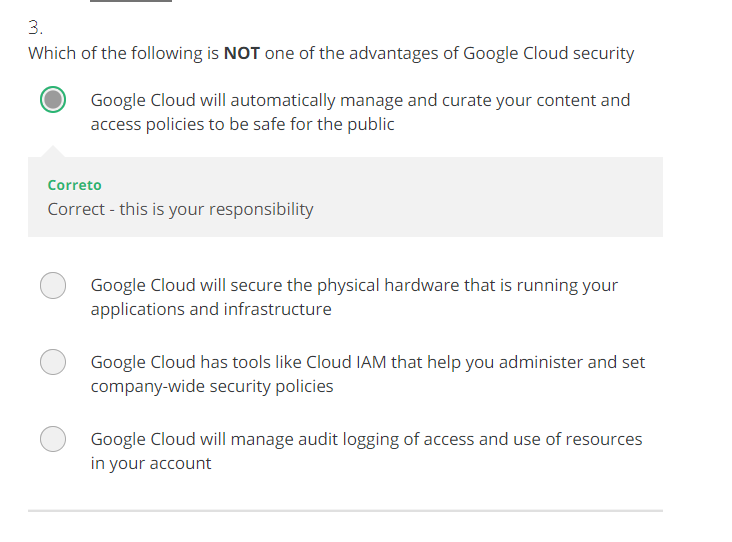 3.
Which of the following is NOT one of the advantages of Google Cloud security
Google Cloud will automatically manage and curate your content and
access policies to be safe for the public
Correto
Correct - this is your responsibility
Google Cloud will secure the physical hardware that is running your
applications and infrastructure
Google Cloud has tools like Cloud IAM that help you administer and set
company-wide security policies
Google Cloud will manage audit logging of access and use of resources
in your account